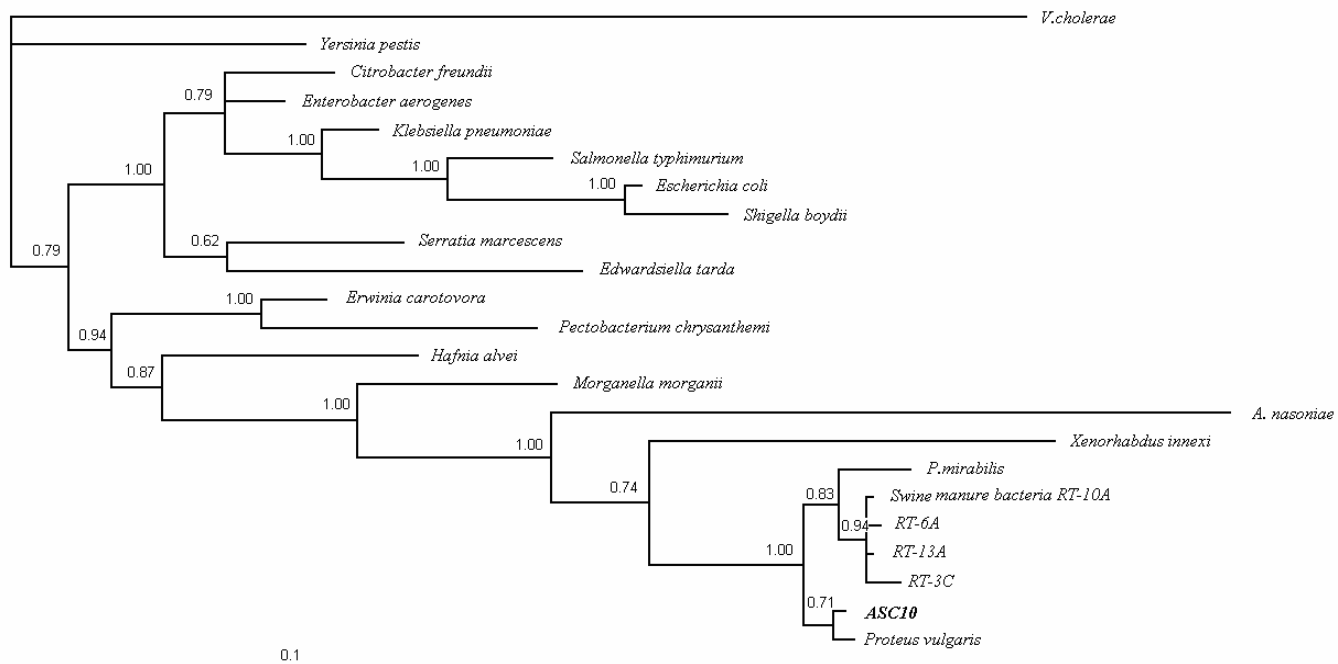 V.cholerae
Yersinia pestis
Citrobacter freundii
0.79
Enterobacter aerogenes
Klebsiella pneumoniae
1.00
Salmonella typhimurium
1.00
1.00
Escherichia coli
1.00
Shigella boydii
Serratia marcescens
0.62
0.79
Edwardsiella tarda
Erwinia carotovora
1.00
Pectobacterium chrysanthemi
0.94
Hafnia alvei
0.87
Morganella morganii
1.00
A. nasoniae
1.00
Xenorhabdus innexi
P.mirabilis
0.74
0.83
Swine manure bacteria RT-10A
0.94
RT-6A
1.00
RT-13A
RT-3C
0.71
ASC10
Proteus vulgaris
0.1